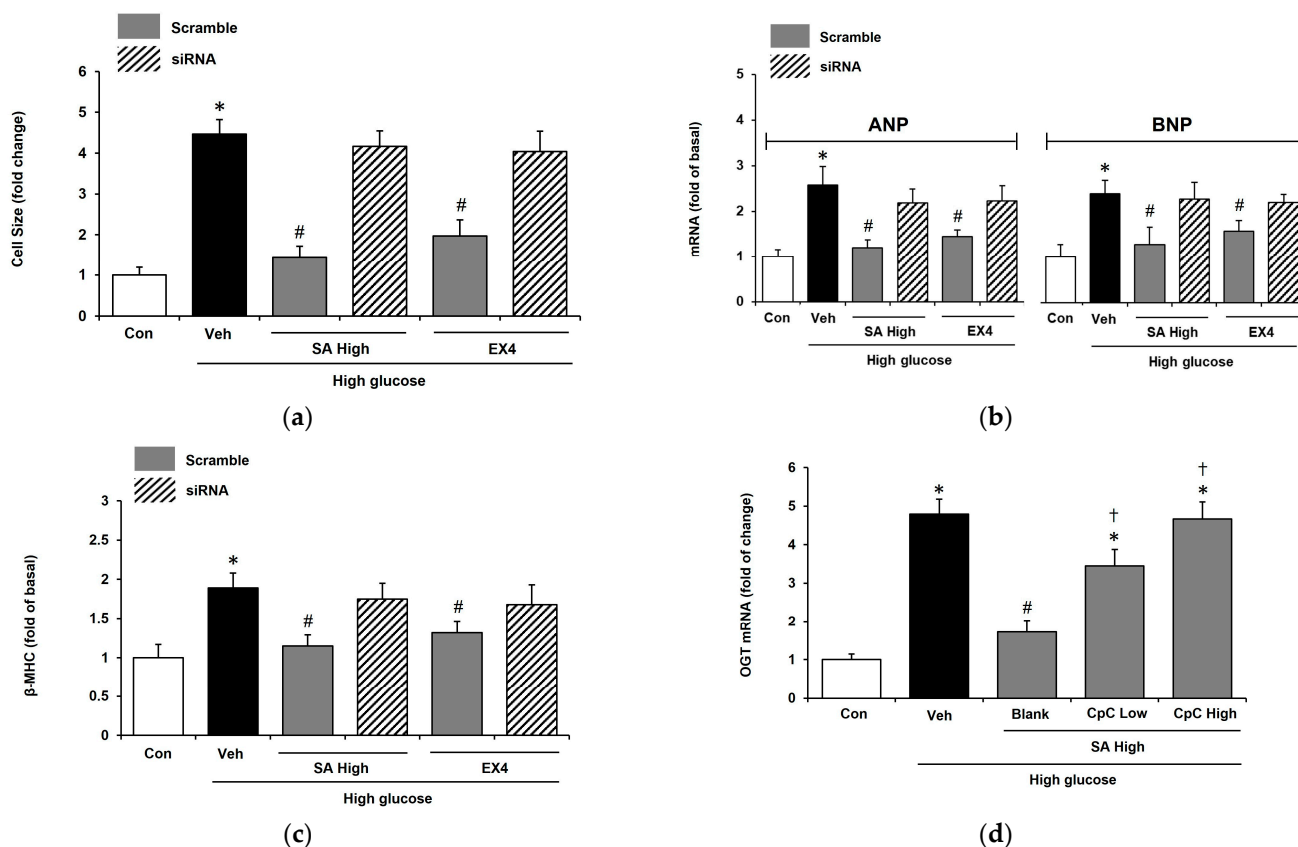 Scramble
siRNA
Cell Size (fold change)
6
5
4
3
2
1
0
*
#
#
Con
Veh
SA High
EX4
High glucose
(a)
Scramble
siRNA
mRNA (fold of basal)
5
4
3
2
1
0
ANP
BNP
*
#
#
*
#
#
Con
Veh
SA High
EX4
Con
Veh
SA High
EX4
High glucose
High glucose
(b)
Scramble
siRNA
β-MHC (fold of basal)
3
2.5
2
1.5
1
0.5
0
*
#
#
Con
Veh
SA High
EX4
High glucose
(c)
OGT mRNA (fold of change)
6
5
4
3
2
1
0
*
#
†
*
†
*
Con
Veh
Blank
CpC Low
CpC High
SA High
High glucose
(d)